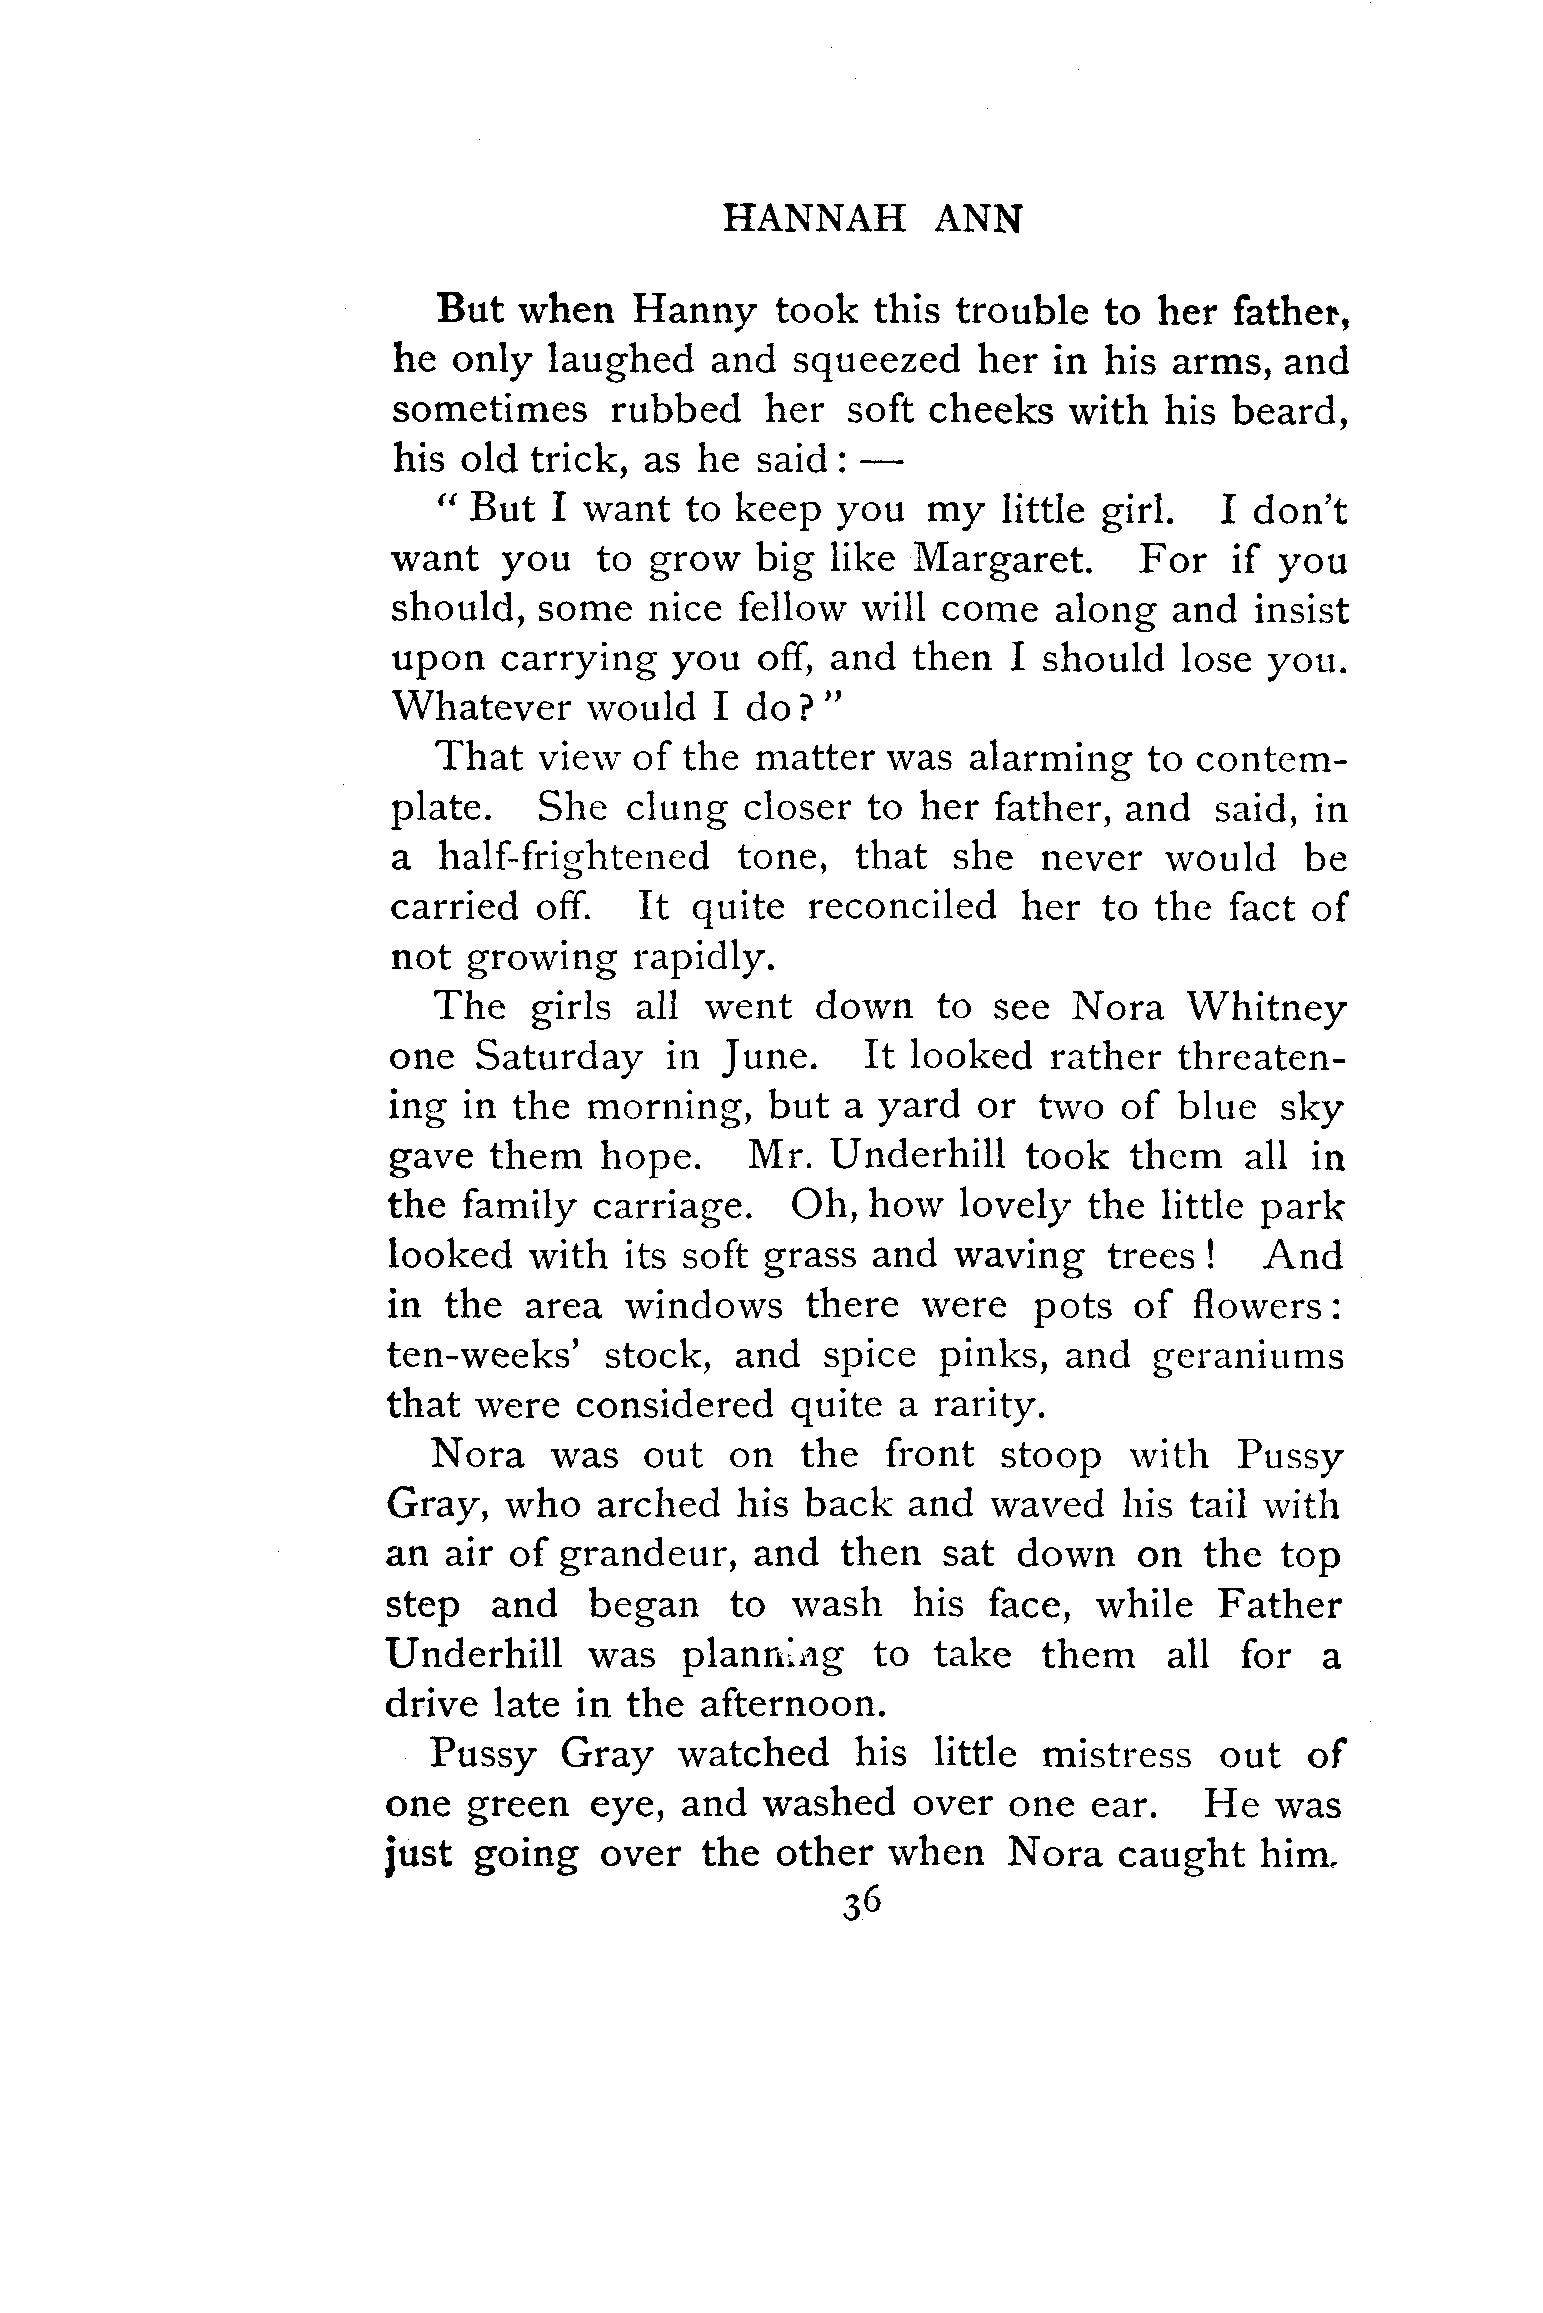 HANNAH ANN
But when Hanny took this trouble to her father,
he only laughed and squeezed her in his arms, and
sometimes rubbed her soft cheeks with his beard,
his old trick, as he said: —
"But I want to keep you my little girl. I don't
want you to grow big like Margaret. For if you
should, some nice fellow will come along and insist
upon carrying you off, and then I should lose you.
Whatever would I do?"
That view of the matter was alarming to contem-
plate. She clung closer to her father, and said, in
a half-frightened tone, that she never would be
carried off. It quite reconciled her to the fact of
not growing rapidly.
The girls all went down to see Nora Whitney
one Saturday in June. It looked rather threaten-
ing in the morning, but a yard or two of blue sky
gave them hope. Mr. Underhill took them all in
the family carriage. Oh, how lovely the little park
looked with its soft grass and waving trees! And
in the area windows there were pots of flowers:
ten-weeks' stock, and spice pinks, and geraniums
that were considered quite a rarity.
Nora was out on the front stoop with Pussy
Gray, who arched his back and waved his tail with
an air of grandeur, and then sat down on the top
step and began to wash his face, while Father
Underhill was planning to take them all for a
drive late in the afternoon.
Pussy Gray watched his little mistress out of
one green eye, and washed over one ear. He was
just going over the other when Nora caught him.
36